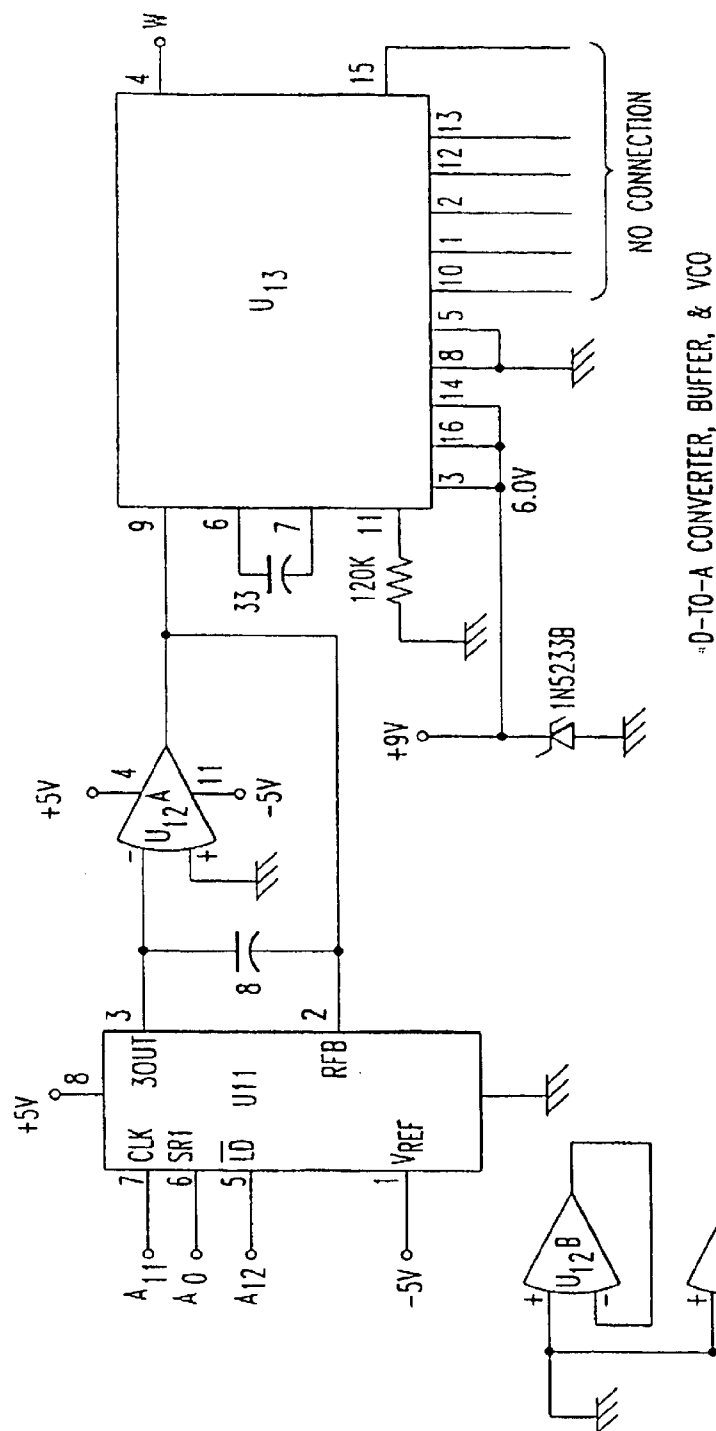 +5V
8
A11
7
CLK
3OUT
3
A0
6
SR1
U11
A12
5
LD
-5V
1
VREF
RFB
2
8
+5V
4
-
U12A
+
11
-5V
9
6
33
7
120K
11
U13
4
W
3
16
14
8
5
10
1
2
12
13
15
6.0V
NO CONNECTION
+9V
1N5233B
+
U12B
-
+
"D-TO-A CONVERTER, BUFFER, & VCO